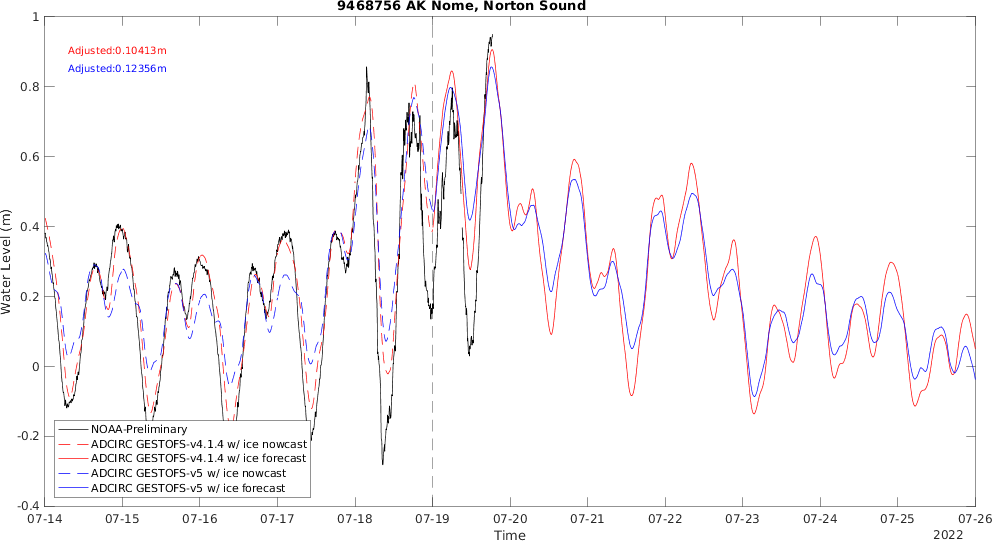 9468756 AK Nome, Norton Sound
Adjusted:0.10413m
Adjusted:0.12356m
Water Level (m)
1
0.8
0.6
0.4
0.2
0
-0.2
-0.4
NOAA-Preliminary
ADCIRC GESTOFS-v4.1.4 w/ ice nowcast
ADCIRC GESTOFS-v4.1.4 w/ ice forecast
ADCIRC GESTOFS-v5 w/ ice nowcast
ADCIRC GESTOFS-v5 w/ ice forecast
07-14 07-15 07-16 07-17 07-18 07-19 07-20 07-21 07-22 07-23 07-24 07-25 07-26
Time
2022